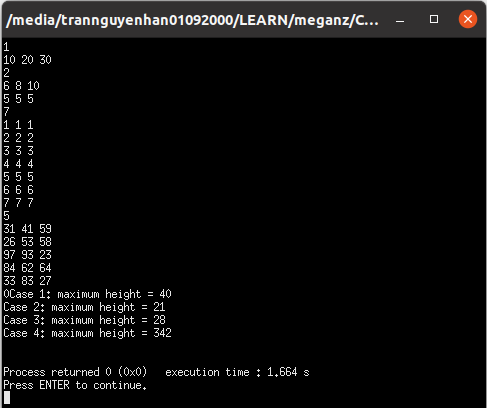 /media/trannguyenhan01092000/LEARN/meganz/C...
1
10 20 30
2
6 8 10
5 5 5
7
1 1 1
2 2 2
3 3 3
4 4 4
5 5 5
6 6 6
7 7 7
5
31 41 59
26 53 58
97 93 23
84 62 64
33 83 27
0Case 1: maximum height = 40
Case 2: maximum height = 21
Case 3: maximum height = 28
Case 4: maximum height = 342
Process returned 0 (0x0)   execution time : 1.664 s
Press ENTER to continue.